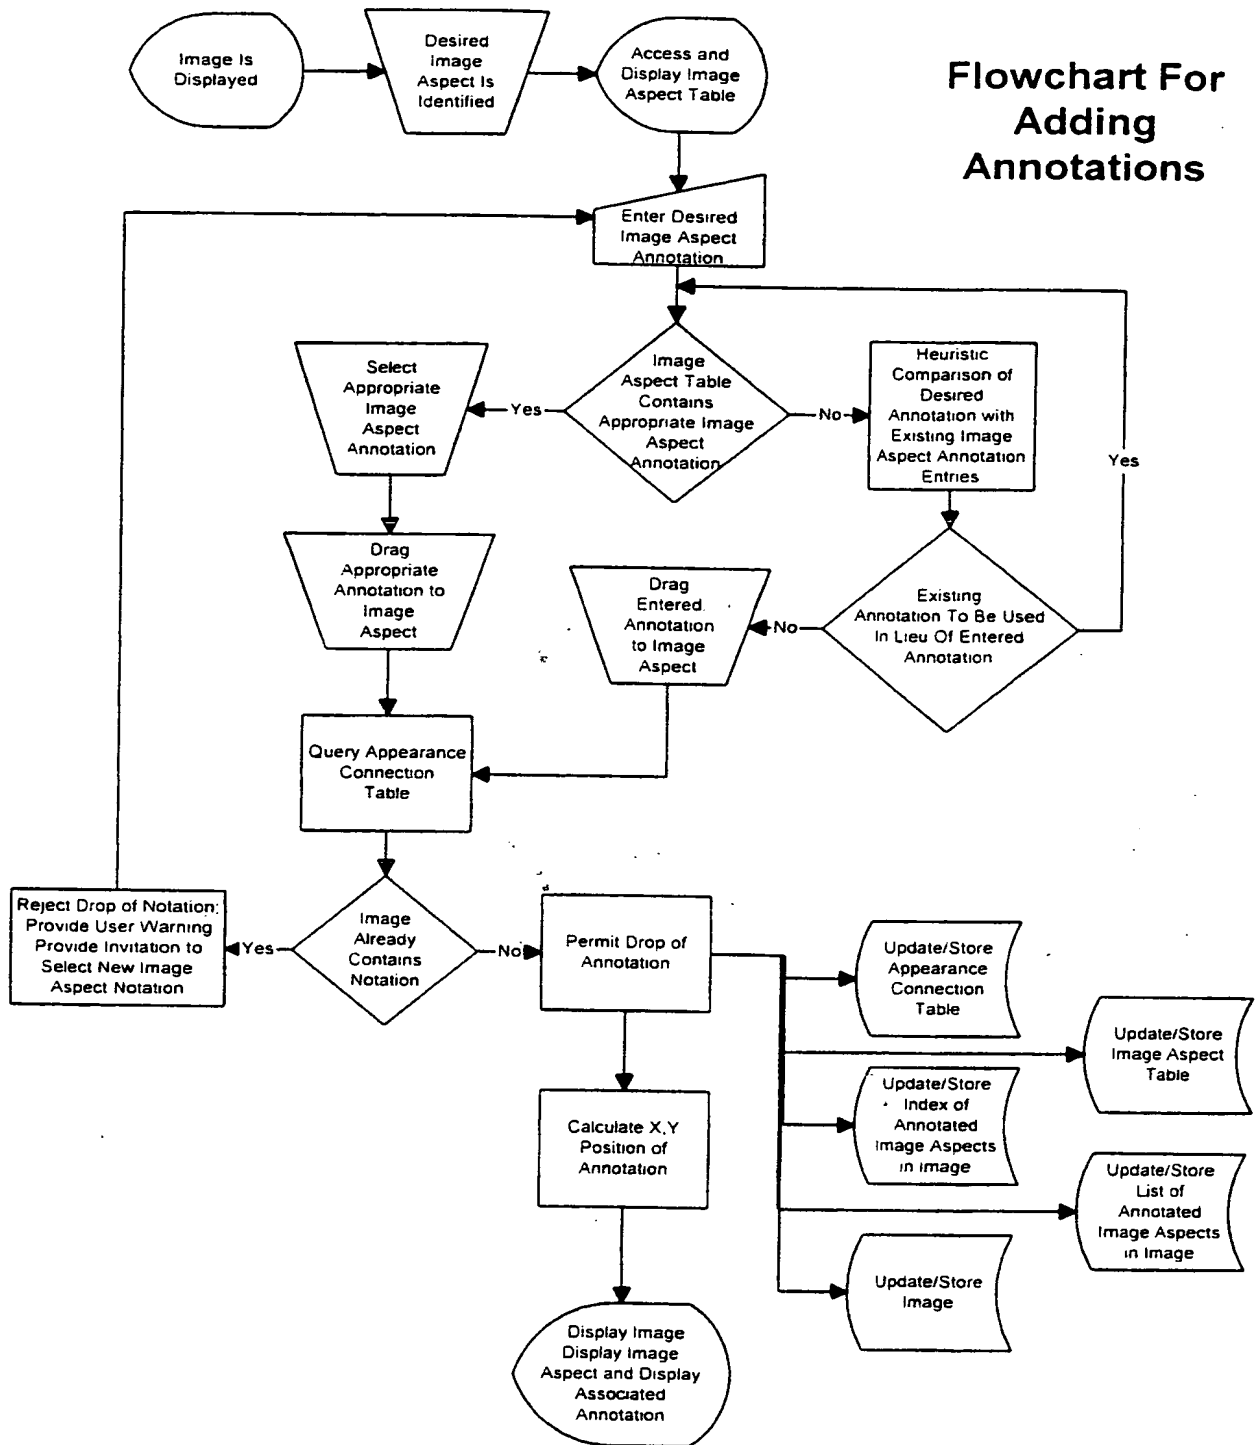 Flowchart For
Adding
Annotations
Image Is
Displayed
Desired
Image
Aspect Is
Identified
Access and
Display Image
Aspect Table
Enter Desired
Image Aspect
Annotation
Image
Aspect Table
Contains
Appropriate Image
Aspect
Annotation
Yes
No
Select
Appropriate
Image
Aspect
Annotation
Heuristic
Comparison of
Desired
Annotation with
Existing Image
Aspect Annotation
Entries
Yes
Drag
Appropriate
Annotation to
Image
Aspect
Drag
Entered
Annotation
to Image
Aspect
No
Existing
Annotation To Be Used
In Lieu Of Entered
Annotation
Query Appearance
Connection
Table
Reject Drop of Notation:
Provide User Warning
Provide Invitation to
Select New Image
Aspect Notation
Yes
Image
Already
Contains
Notation
No
Permit Drop of
Annotation
Update/Store
Appearance
Connection
Table
Update/Store
Image Aspect
Table
Update/Store
Index of
Annotated
Image Aspects
in Image
Calculate X,Y
Position of
Annotation
Update/Store
List of
Annotated
Image Aspects
in Image
Update/Store
Image
Display Image
Display Image
Aspect and Display
Associated
Annotation